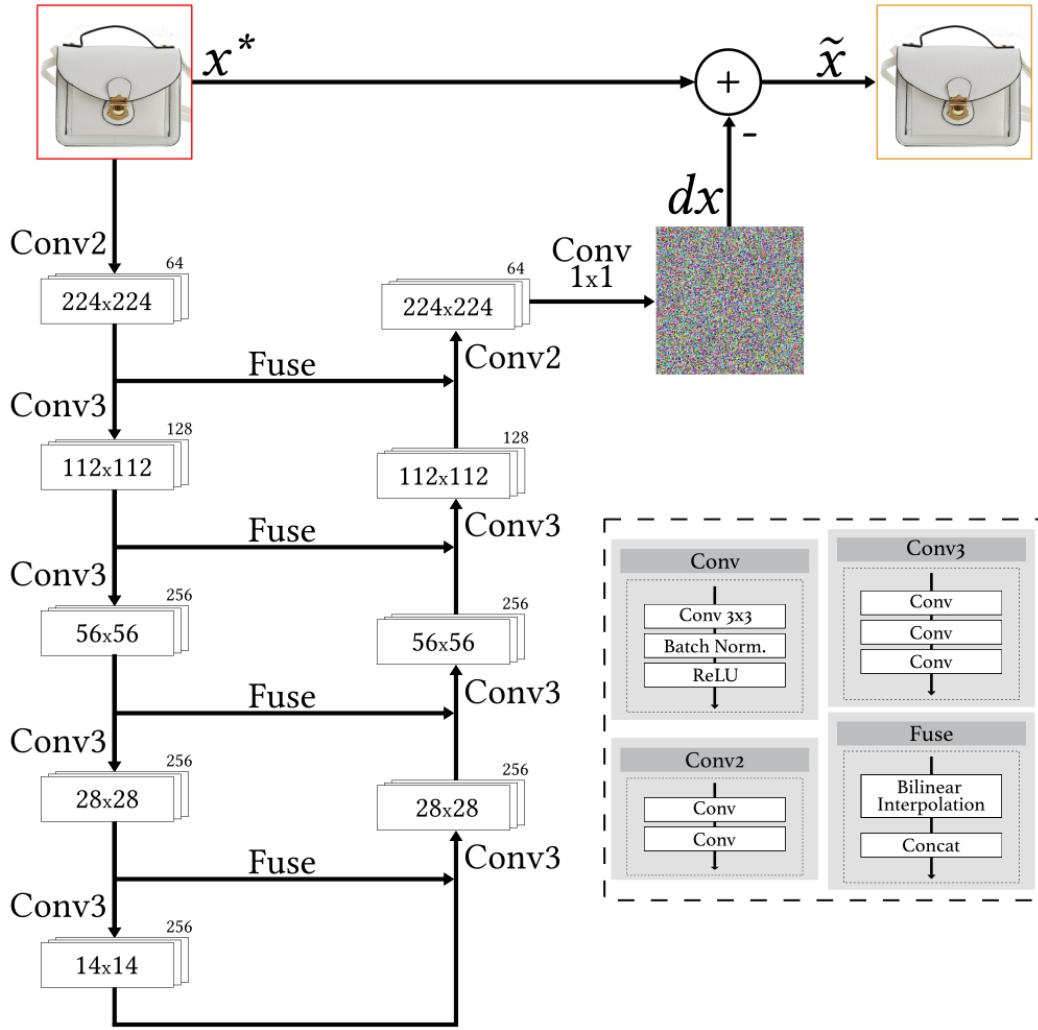 x*
+
x̃
-
dx
Conv2
Conv
1x1
64
224x224
64
224x224
Fuse
Conv2
Conv3
128
112x112
128
112x112
Fuse
Conv3
Conv3
256
56x56
256
56x56
Fuse
Conv3
Conv3
256
28x28
256
28x28
Fuse
Conv3
Conv3
256
14x14
Conv
Conv 3x3
Batch Norm.
ReLU
Conv3
Conv
Conv
Conv
Conv2
Conv
Conv
Fuse
Bilinear
Interpolation
Concat